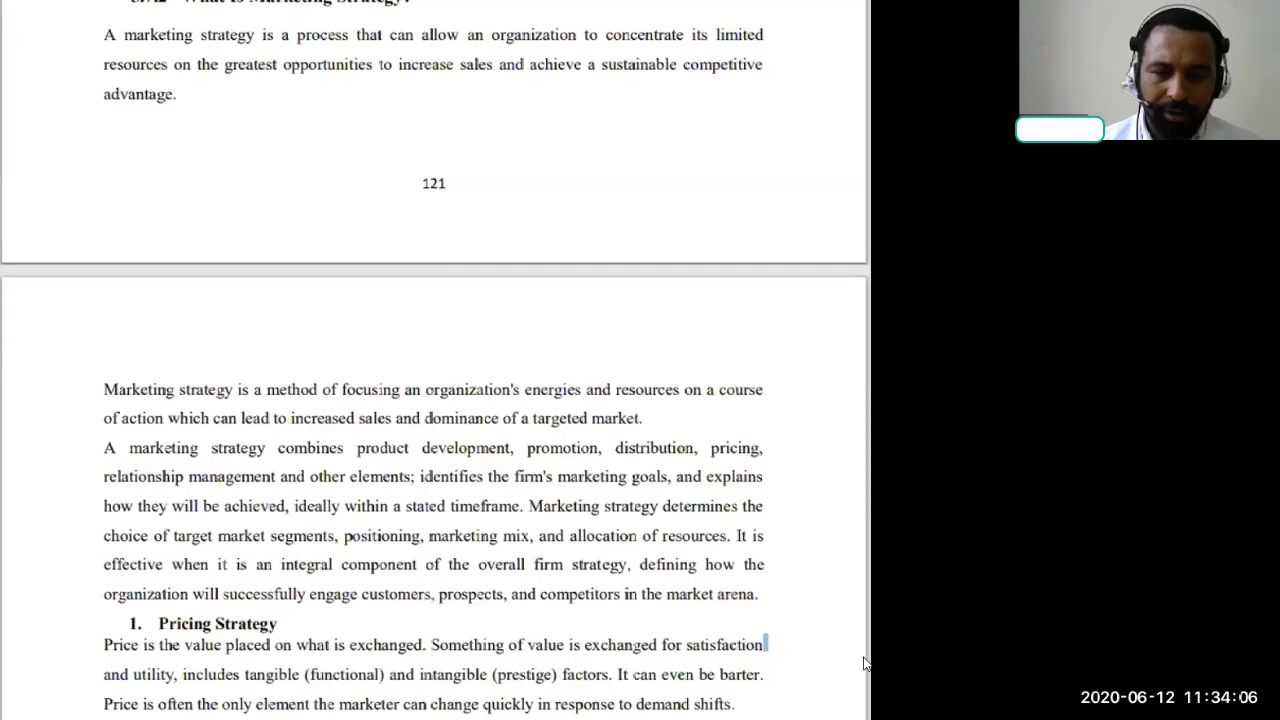 5.7.2 What Is Marketing Strategy?
A marketing strategy is a process that can allow an organization to concentrate its limited
resources on the greatest opportunities to increase sales and achieve a sustainable competitive
advantage.
121
Marketing strategy is a method of focusing an organization's energies and resources on a course
of action which can lead to increased sales and dominance of a targeted market.
A marketing strategy combines product development, promotion, distribution, pricing,
relationship management and other elements; identifies the firm's marketing goals, and explains
how they will be achieved, ideally within a stated timeframe. Marketing strategy determines the
choice of target market segments, positioning, marketing mix, and allocation of resources. It is
effective when it is an integral component of the overall firm strategy, defining how the
organization will successfully engage customers, prospects, and competitors in the market arena.
1. Pricing Strategy
Price is the value placed on what is exchanged. Something of value is exchanged for satisfaction
and utility, includes tangible (functional) and intangible (prestige) factors. It can even be barter.
Price is often the only element the marketer can change quickly in response to demand shifts.
2020-06-12 11:34:06